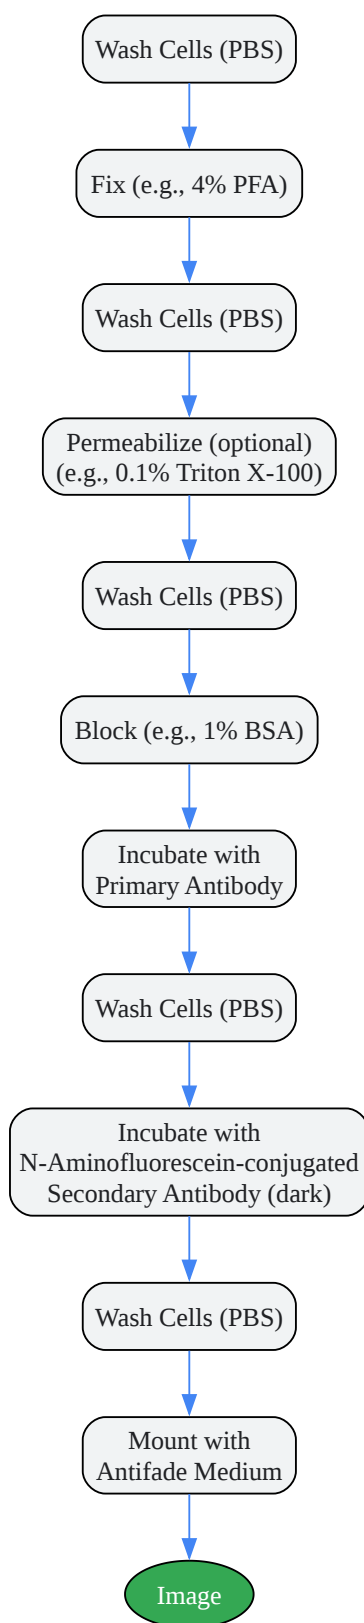 Wash Cells (PBS)
Fix (e.g., 4% PFA)
Wash Cells (PBS)
Permeabilize (optional)
(e.g., 0.1% Triton X-100)
Wash Cells (PBS)
Block (e.g., 1% BSA)
Incubate with
Primary Antibody
Wash Cells (PBS)
Incubate with
N-Aminofluorescein-conjugated
Secondary Antibody (dark)
Wash Cells (PBS)
Mount with
Antifade Medium
Image